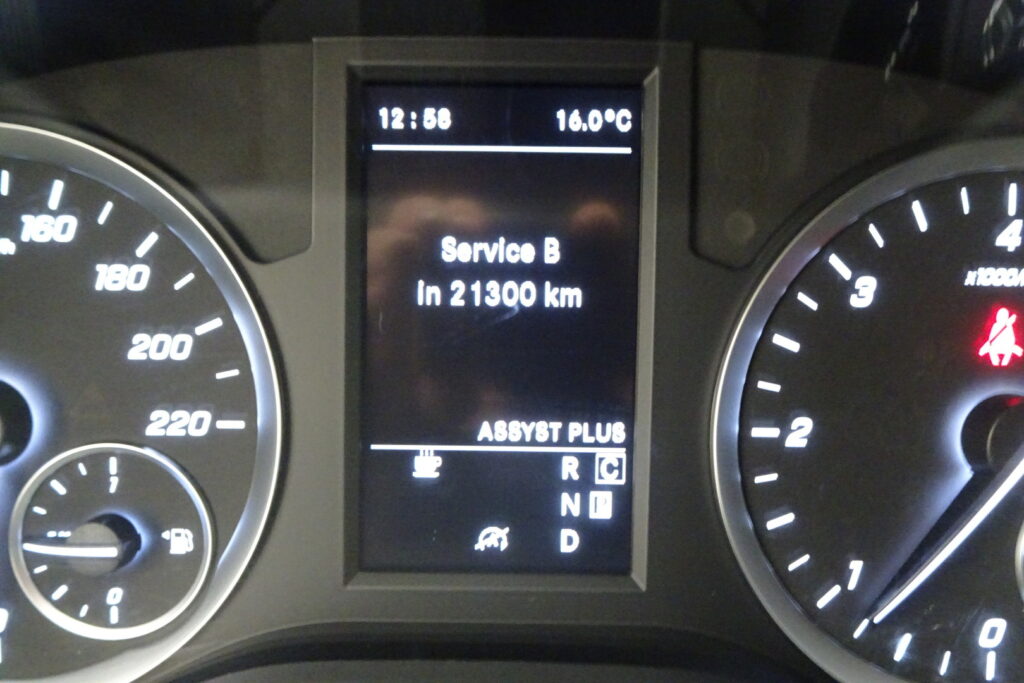 12:58 16.0°C
Service B
in 21300 km
ASSYST PLUS
R C
N P
D
160
180
200
220
1
0
4
x1000/
3
2
1
0